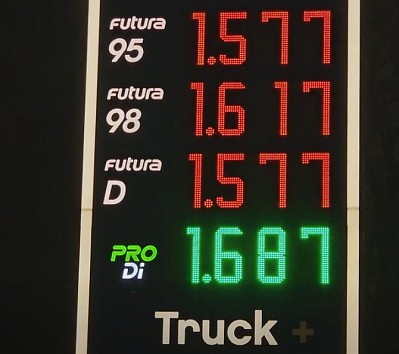 Futura 95 1.577
Futura 98 1.617
Futura D 1.577
PRO Di 1.687
Truck +